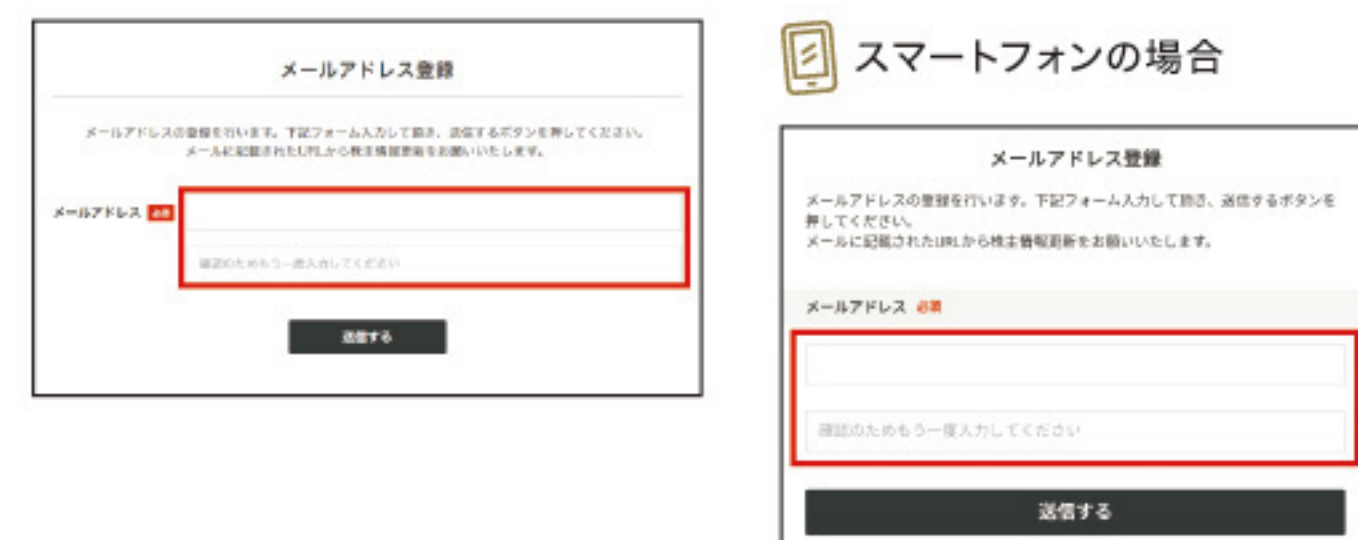 メールアドレス登録
メールアドレスの登録を行います。下記フォーム入力して頂き、送信するボタンを押してください。
メールに記載されたURLから株主情報更新をお願いいたします。
メールアドレス 必須
確認のためもう一度入力してください
送信する
スマートフォンの場合
メールアドレス登録
メールアドレスの登録を行います。下記フォーム入力して頂き、送信するボタンを
押してください。
メールに記載されたURLから株主情報更新をお願いいたします。
メールアドレス 必須
確認のためもう一度入力してください
送信する